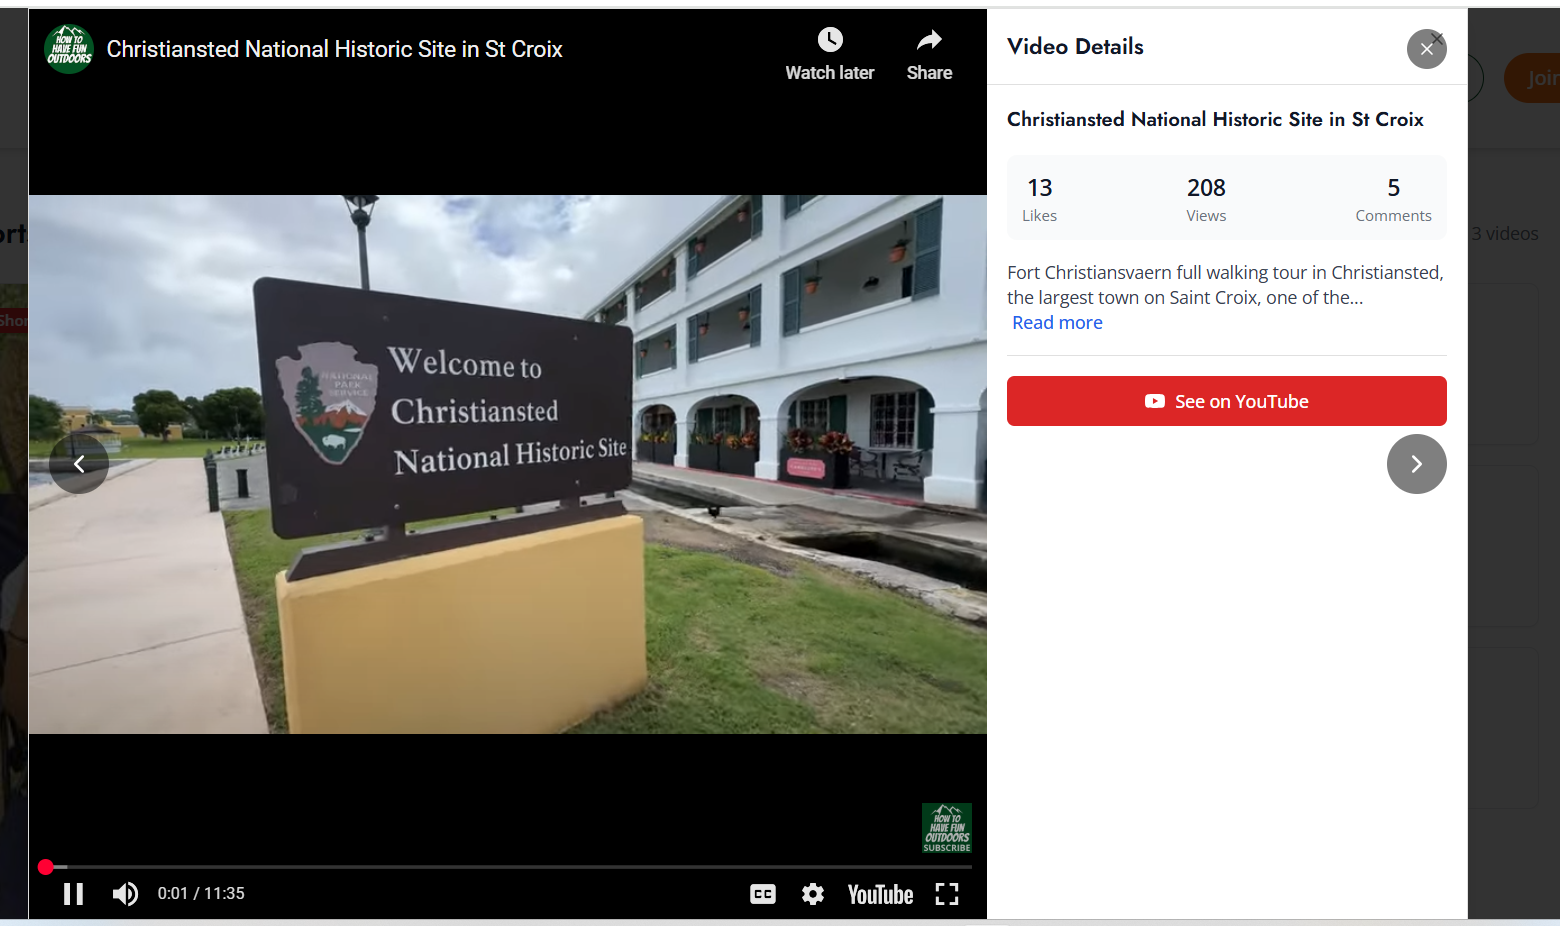 HOW TO
HAVE FUN
OUTDOORS
Christiansted National Historic Site in St Croix
Watch later
Share
Video Details
Join
Christiansted National Historic Site in St Croix
13
208
5
Likes
Views
Comments
3 videos
Fort Christiansvaern full walking tour in Christiansted,
the largest town on Saint Croix, one of the...
Read more
See on YouTube
NATIONAL
PARK
SERVICE
Welcome to
Christiansted
National Historic Site
HOW TO
HAVE FUN
OUTDOORS
SUBSCRIBE
0:01 / 11:35
CC
YouTube